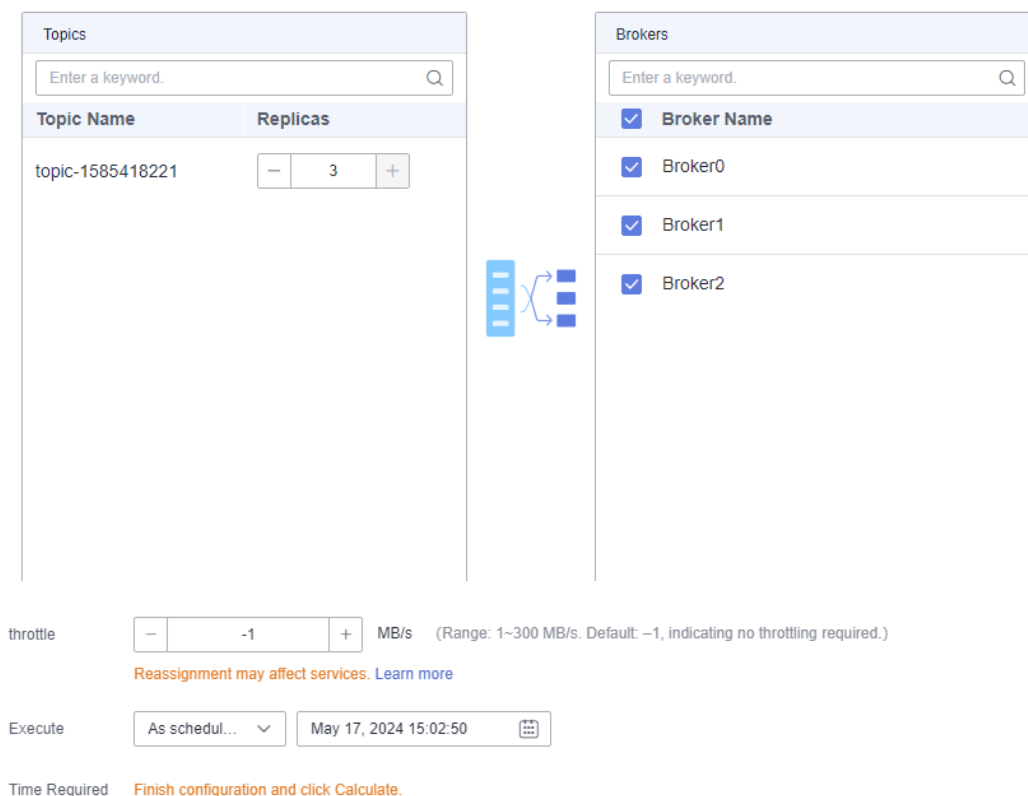 Topics
Enter a keyword.
Topic Name Replicas
topic-1585418221 − 3 +
Brokers
Enter a keyword.
Broker Name
Broker0
Broker1
Broker2
throttle − -1 + MB/s (Range: 1~300 MB/s. Default: –1, indicating no throttling required.)
Reassignment may affect services. Learn more
Execute As schedul... May 17, 2024 15:02:50
Time Required Finish configuration and click Calculate.